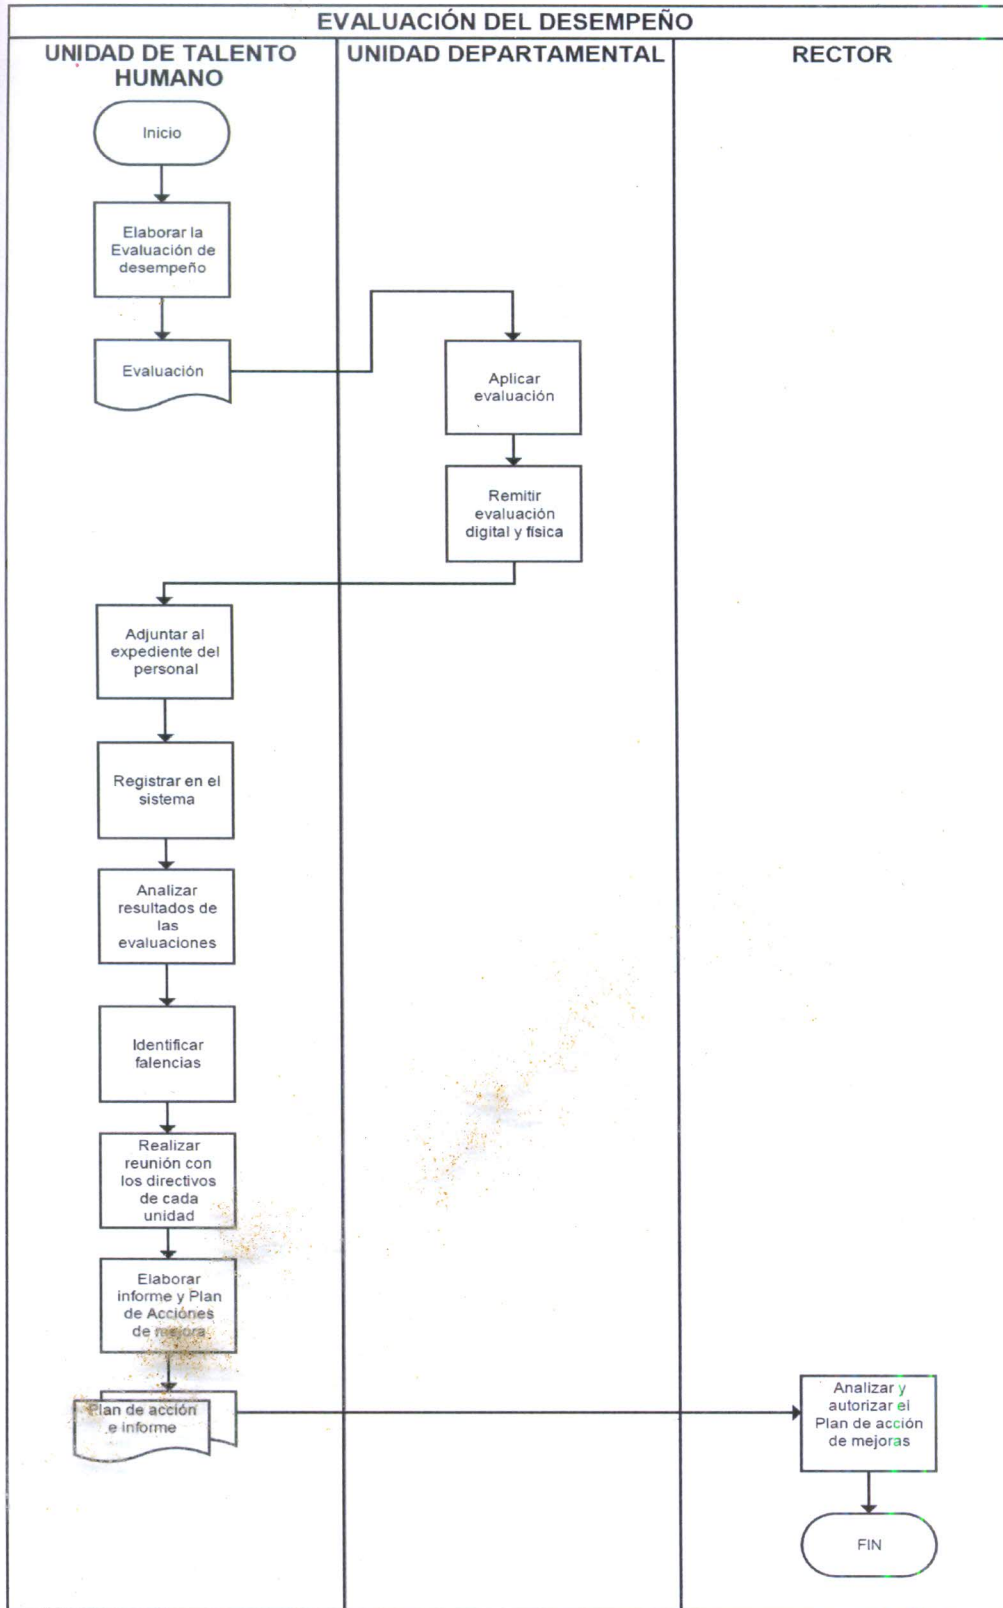 EVALUACIÓN DEL DESEMPEÑO
UNIDAD DE TALENTO
HUMANO
UNIDAD DEPARTAMENTAL
RECTOR
Inicio
Elaborar la
Evaluación de
desempeño
Evaluación
Aplicar
evaluación
Remitir
evaluación
digital y física
Adjuntar al
expediente del
personal
Registrar en el
sistema
Analizar
resultados de
las
evaluaciones
Identificar
falencias
Realizar
reunión con
los directivos
de cada
unidad
Elaborar
informe y Plan
de Acciónes
de mejora
Plan de acción
e informe
Analizar y
autorizar el
Plan de acción
de mejoras
FIN